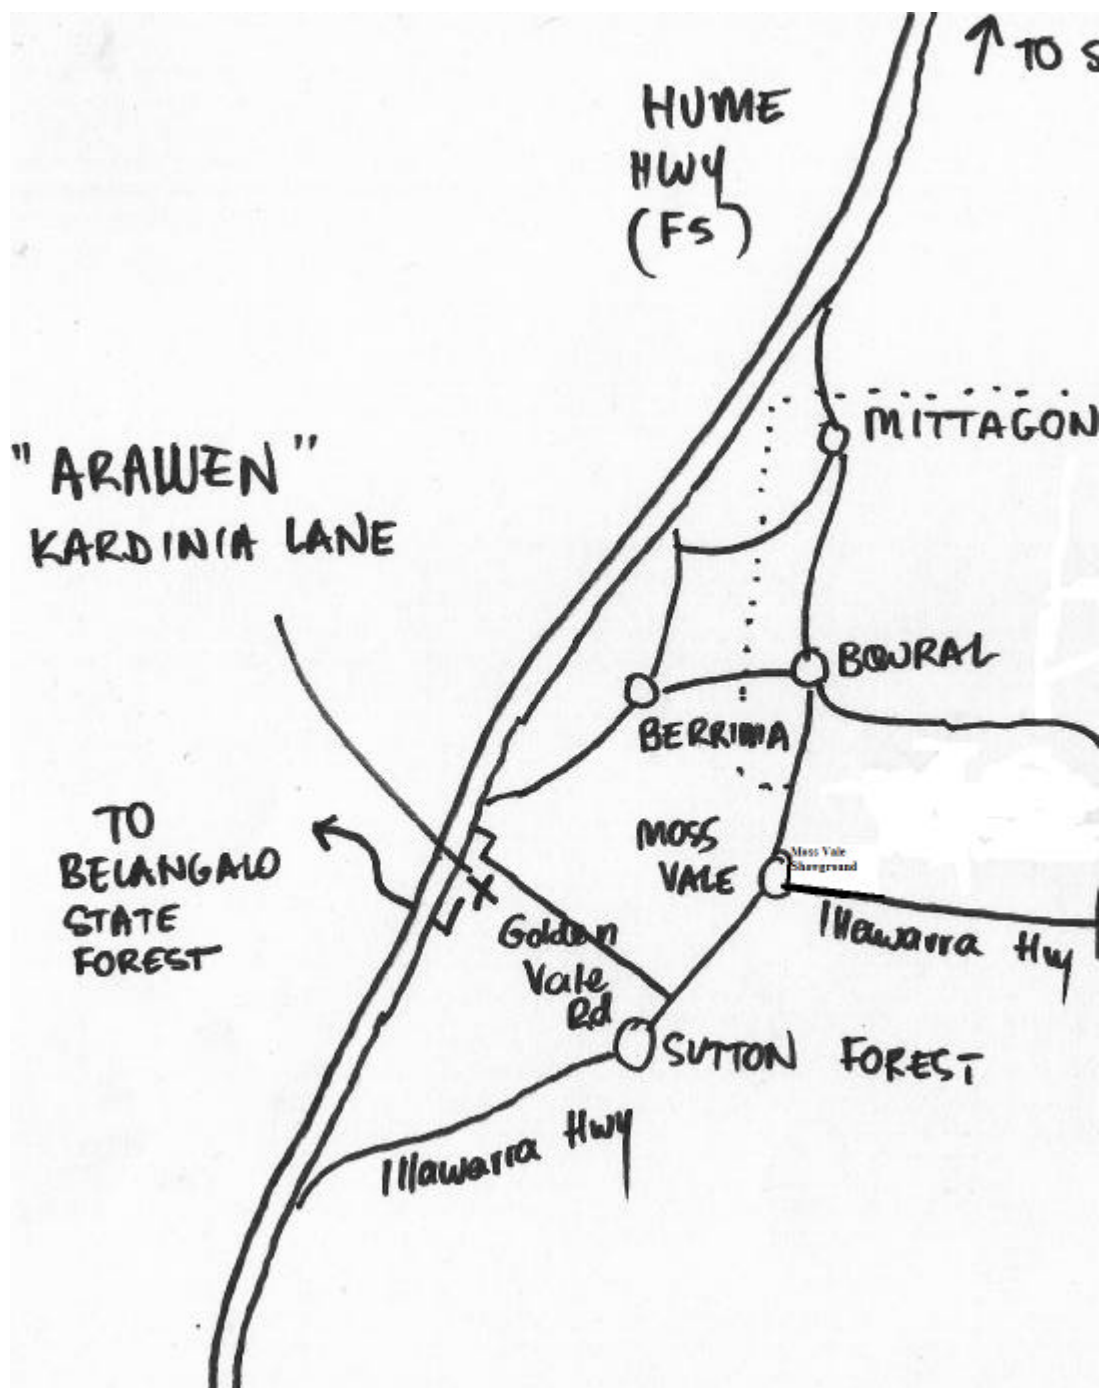 ↑ TO S
HUME
HWY
(F5)
MITTAGON
"ARAWEN"
KARDINIA LANE
BOWRAL
BERRIMA
TO
BELANGALO
STATE
FOREST
MOSS
VALE
Moss Vale
Showground
Illawarra Hwy
X
Golden
Vale
Rd
SUTTON FOREST
Illawarra Hwy